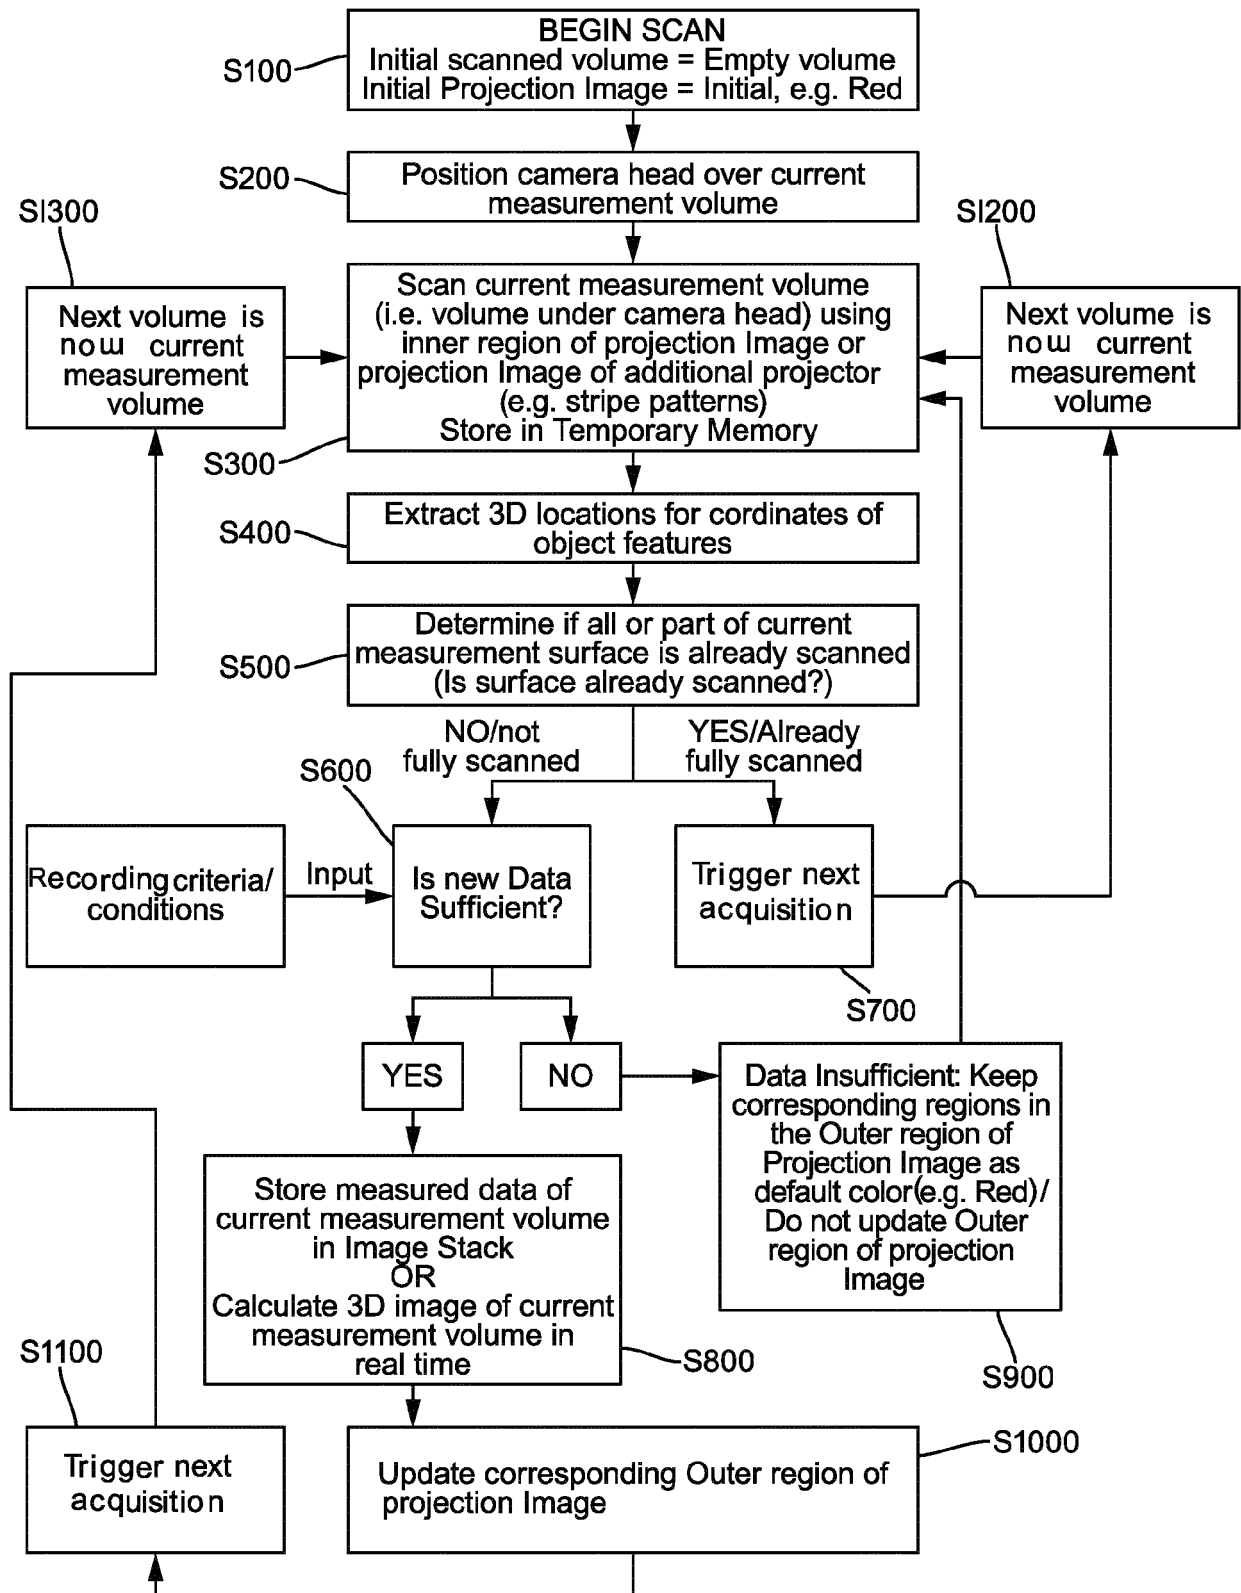 BEGIN SCAN
Initial scanned volume = Empty volume
Initial Projection Image = Initial, e.g. Red
S100
Position camera head over current
measurement volume
S200
SI300
SI200
Next volume is
now current
measurement
volume
Scan current measurement volume
(i.e. volume under camera head) using
inner region of projection Image or
projection Image of additional projector
(e.g. stripe patterns)
Store in Temporary Memory
Next volume is
now current
measurement
volume
S300
Extract 3D locations for cordinates of
object features
S400
Determine if all or part of current
measurement surface is already scanned
(Is surface already scanned?)
S500
NO/not
fully scanned
YES/Already
fully scanned
S600
Recording criteria/
conditions
Input
Is new Data
Sufficient?
Trigger next
acquisition
S700
YES
NO
Data Insufficient: Keep
corresponding regions in
the Outer region of
Projection Image as
default color(e.g. Red)/
Do not update Outer
region of projection
Image
Store measured data of
current measurement volume
in Image Stack
OR
Calculate 3D image of current
measurement volume in
real time
S800
S900
S1100
Trigger next
acquisition
Update corresponding Outer region of
projection Image
S1000